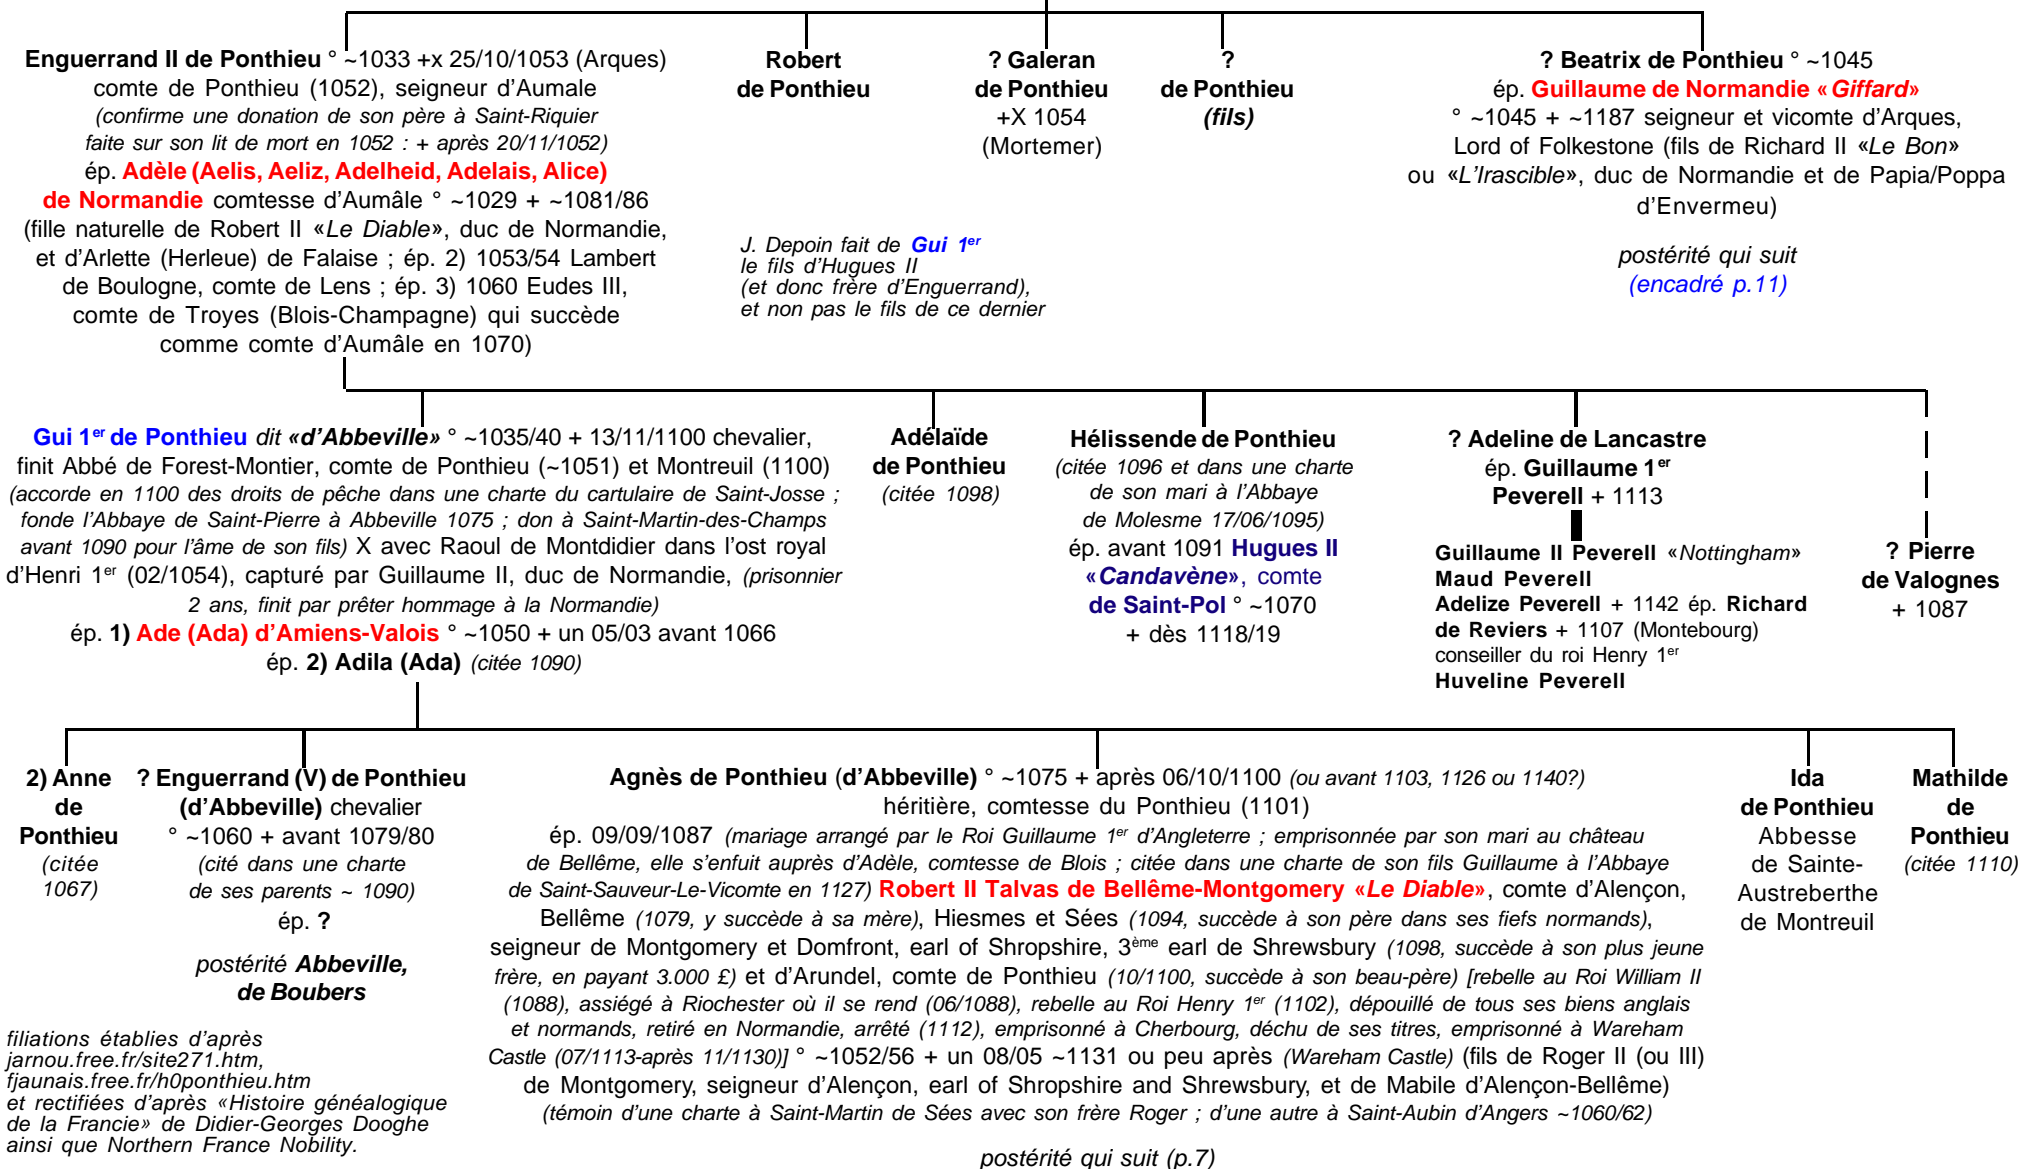 Enguerrand II de Ponthieu ° ~1033 +x 25/10/1053 (Arques)
comte de Ponthieu (1052), seigneur d'Aumale
(confirme une donation de son père à Saint-Riquier
faite sur son lit de mort en 1052 : + après 20/11/1052)
ép. Adèle (Aelis, Aeliz, Adelheid, Adelais, Alice)
de Normandie comtesse d'Aumâle ° ~1029 + ~1081/86
(fille naturelle de Robert II «Le Diable», duc de Normandie,
et d'Arlette (Herleue) de Falaise ; ép. 2) 1053/54 Lambert
de Boulogne, comte de Lens ; ép. 3) 1060 Eudes III,
comte de Troyes (Blois-Champagne) qui succède
comme comte d'Aumâle en 1070)
Robert
de Ponthieu
? Galeran
de Ponthieu
+X 1054
(Mortemer)
?
de Ponthieu
(fils)
? Beatrix de Ponthieu ° ~1045
ép. Guillaume de Normandie «Giffard»
° ~1045 + ~1187 seigneur et vicomte d'Arques,
Lord of Folkestone (fils de Richard II «Le Bon»
ou «L'Irascible», duc de Normandie et de Papia/Poppa
d'Envermeu)
postérité qui suit
(encadré p.11)
J. Depoin fait de Gui 1er
le fils d'Hugues II
(et donc frère d'Enguerrand),
et non pas le fils de ce dernier
Gui 1er de Ponthieu dit «d'Abbeville» ° ~1035/40 + 13/11/1100 chevalier,
finit Abbé de Forest-Montier, comte de Ponthieu (~1051) et Montreuil (1100)
(accorde en 1100 des droits de pêche dans une charte du cartulaire de Saint-Josse ;
fonde l'Abbaye de Saint-Pierre à Abbeville 1075 ; don à Saint-Martin-des-Champs
avant 1090 pour l'âme de son fils) X avec Raoul de Montdidier dans l'ost royal
d'Henri 1er (02/1054), capturé par Guillaume II, duc de Normandie, (prisonnier
2 ans, finit par prêter hommage à la Normandie)
ép. 1) Ade (Ada) d'Amiens-Valois ° ~1050 + un 05/03 avant 1066
ép. 2) Adila (Ada) (citée 1090)
Adélaïde
de Ponthieu
(citée 1098)
Hélissende de Ponthieu
(citée 1096 et dans une charte
de son mari à l'Abbaye
de Molesme 17/06/1095)
ép. avant 1091 Hugues II
«Candavène», comte
de Saint-Pol ° ~1070
+ dès 1118/19
? Adeline de Lancastre
ép. Guillaume 1er
Peverell + 1113
Guillaume II Peverell «Nottingham»
Maud Peverell
Adelize Peverell + 1142 ép. Richard
de Reviers + 1107 (Montebourg)
conseiller du roi Henry 1er
Huveline Peverell
? Pierre
de Valognes
+ 1087
2) Anne
de
Ponthieu
(citée
1067)
? Enguerrand (V) de Ponthieu
(d'Abbeville) chevalier
° ~1060 + avant 1079/80
(cité dans une charte
de ses parents ~ 1090)
ép. ?
postérité Abbeville,
de Boubers
Agnès de Ponthieu (d'Abbeville) ° ~1075 + après 06/10/1100 (ou avant 1103, 1126 ou 1140?)
héritière, comtesse du Ponthieu (1101)
ép. 09/09/1087 (mariage arrangé par le Roi Guillaume 1er d'Angleterre ; emprisonnée par son mari au château
de Bellême, elle s'enfuit auprès d'Adèle, comtesse de Blois ; citée dans une charte de son fils Guillaume à l'Abbaye
de Saint-Sauveur-Le-Vicomte en 1127) Robert II Talvas de Bellême-Montgomery «Le Diable», comte d'Alençon,
Bellême (1079, y succède à sa mère), Hiesmes et Sées (1094, succède à son père dans ses fiefs normands),
seigneur de Montgomery et Domfront, earl of Shropshire, 3ème earl de Shrewsbury (1098, succède à son plus jeune
frère, en payant 3.000 £) et d'Arundel, comte de Ponthieu (10/1100, succède à son beau-père) [rebelle au Roi William II
(1088), assiégé à Riochester où il se rend (06/1088), rebelle au Roi Henry 1er (1102), dépouillé de tous ses biens anglais
et normands, retiré en Normandie, arrêté (1112), emprisonné à Cherbourg, déchu de ses titres, emprisonné à Wareham
Castle (07/1113-après 11/1130)] ° ~1052/56 + un 08/05 ~1131 ou peu après (Wareham Castle) (fils de Roger II (ou III)
de Montgomery, seigneur d'Alençon, earl of Shropshire and Shrewsbury, et de Mabile d'Alençon-Bellême)
(témoin d'une charte à Saint-Martin de Sées avec son frère Roger ; d'une autre à Saint-Aubin d'Angers ~1060/62)
postérité qui suit (p.7)
Ida
de Ponthieu
Abbesse
de Sainte-
Austreberthe
de Montreuil
Mathilde
de
Ponthieu
(citée 1110)
filiations établies d'après
jarnou.free.fr/site271.htm,
fjaunais.free.fr/h0ponthieu.htm
et rectifiées d'après «Histoire généalogique
de la Francie» de Didier-Georges Dooghe
ainsi que Northern France Nobility.